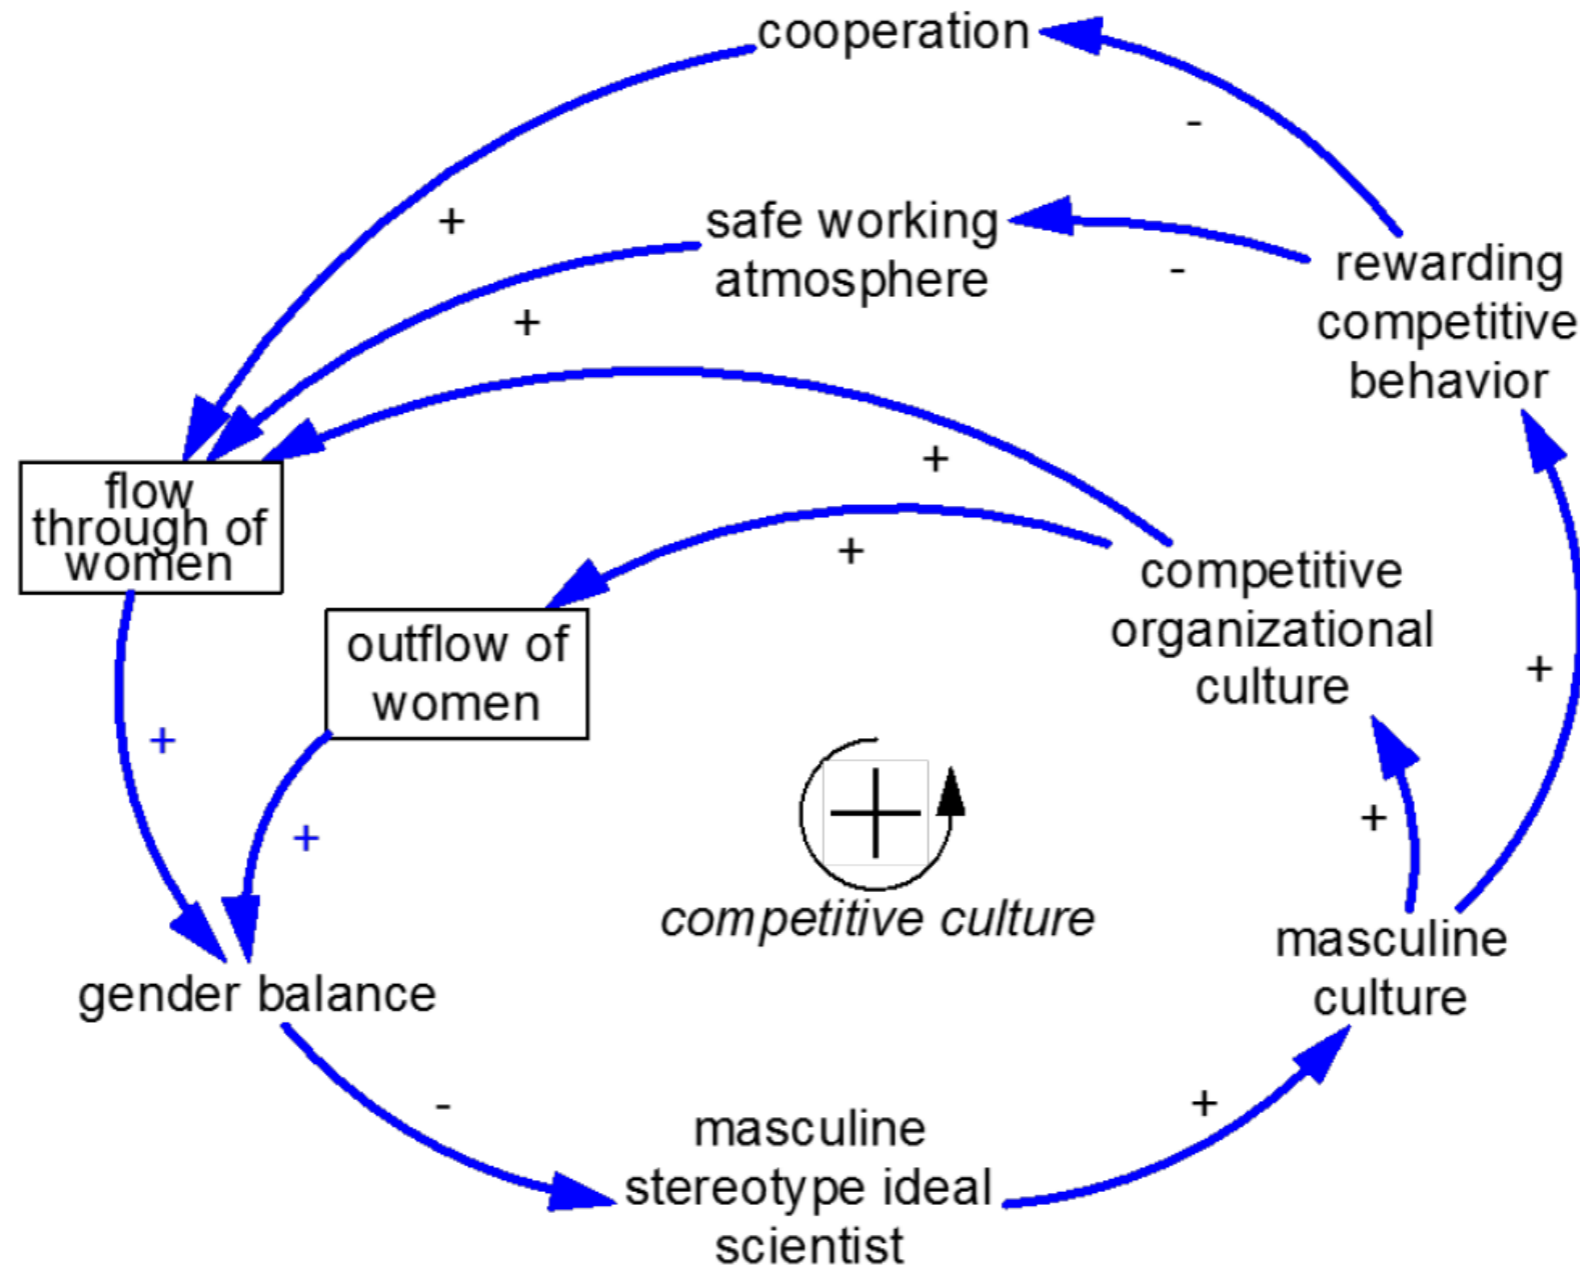 cooperation
-
+
safe working
atmosphere
-
rewarding
competitive
behavior
+
+
flow
through of
women
+
competitive
organizational
culture
outflow of
women
+
+
+
+
+
competitive culture
masculine
culture
gender balance
-
+
masculine
stereotype ideal
scientist